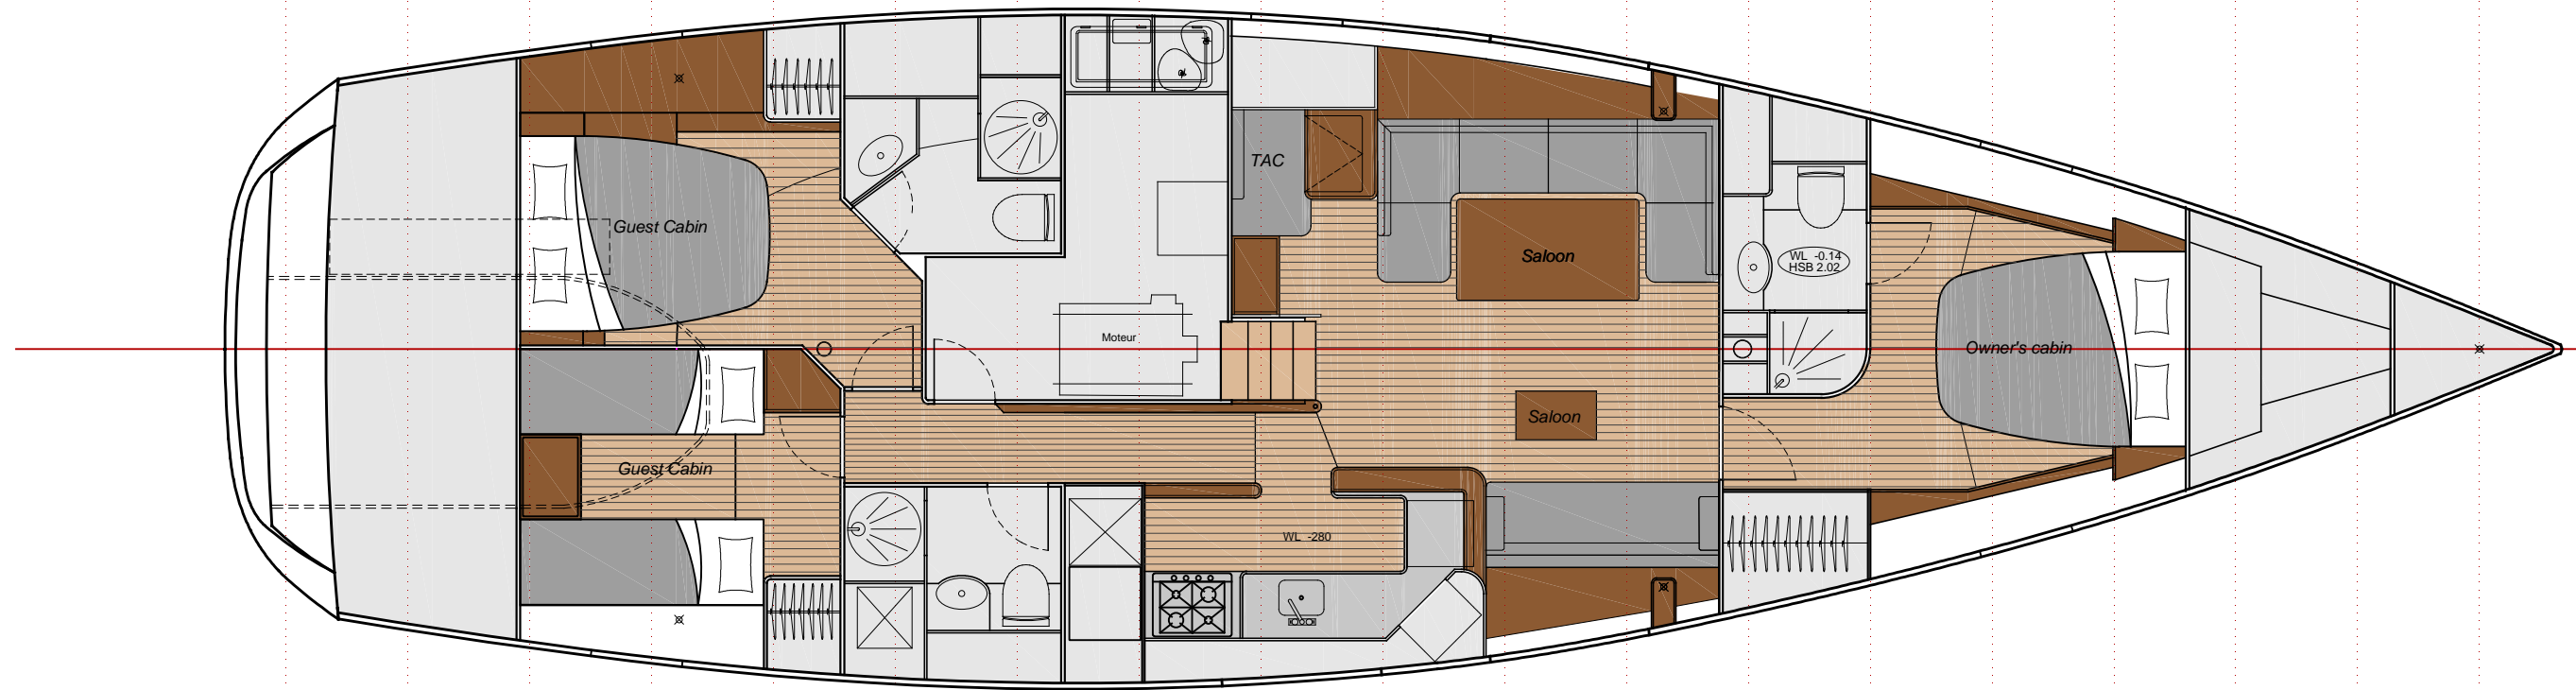 TAC
Guest Cabin
Saloon
WL -0.14
HSB 2.02
Moteur
Owner's cabin
Saloon
Guest Cabin
WL -280